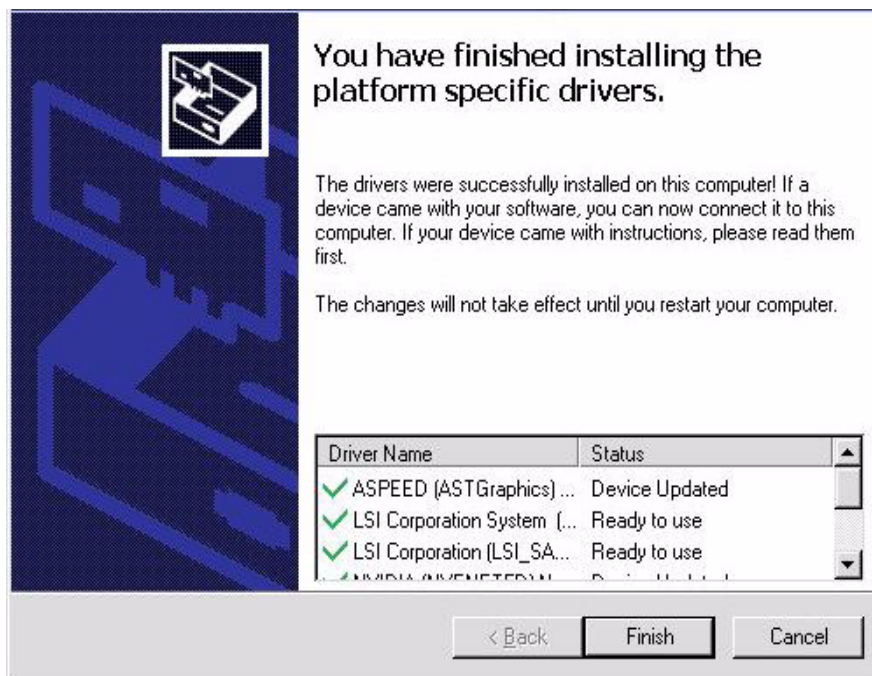 You have finished installing the
platform specific drivers.
The drivers were successfully installed on this computer! If a
device came with your software, you can now connect it to this
computer. If your device came with instructions, please read them
first.
The changes will not take effect until you restart your computer.
Driver Name Status
ASPEED (ASTGraphics) ... Device Updated
LSI Corporation System (... Ready to use
LSI Corporation (LSI_SA... Ready to use
< Back Finish Cancel